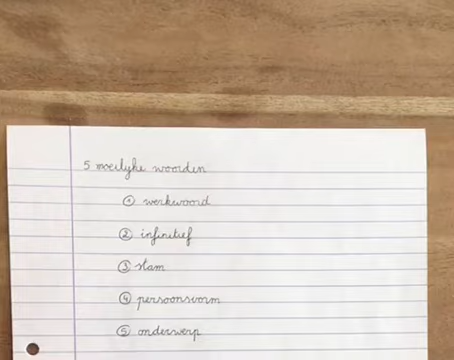 5 moeilijke woorden
① werkwoord
② infinitief
③ stam
④ persoonsvorm
⑤ onderwerp